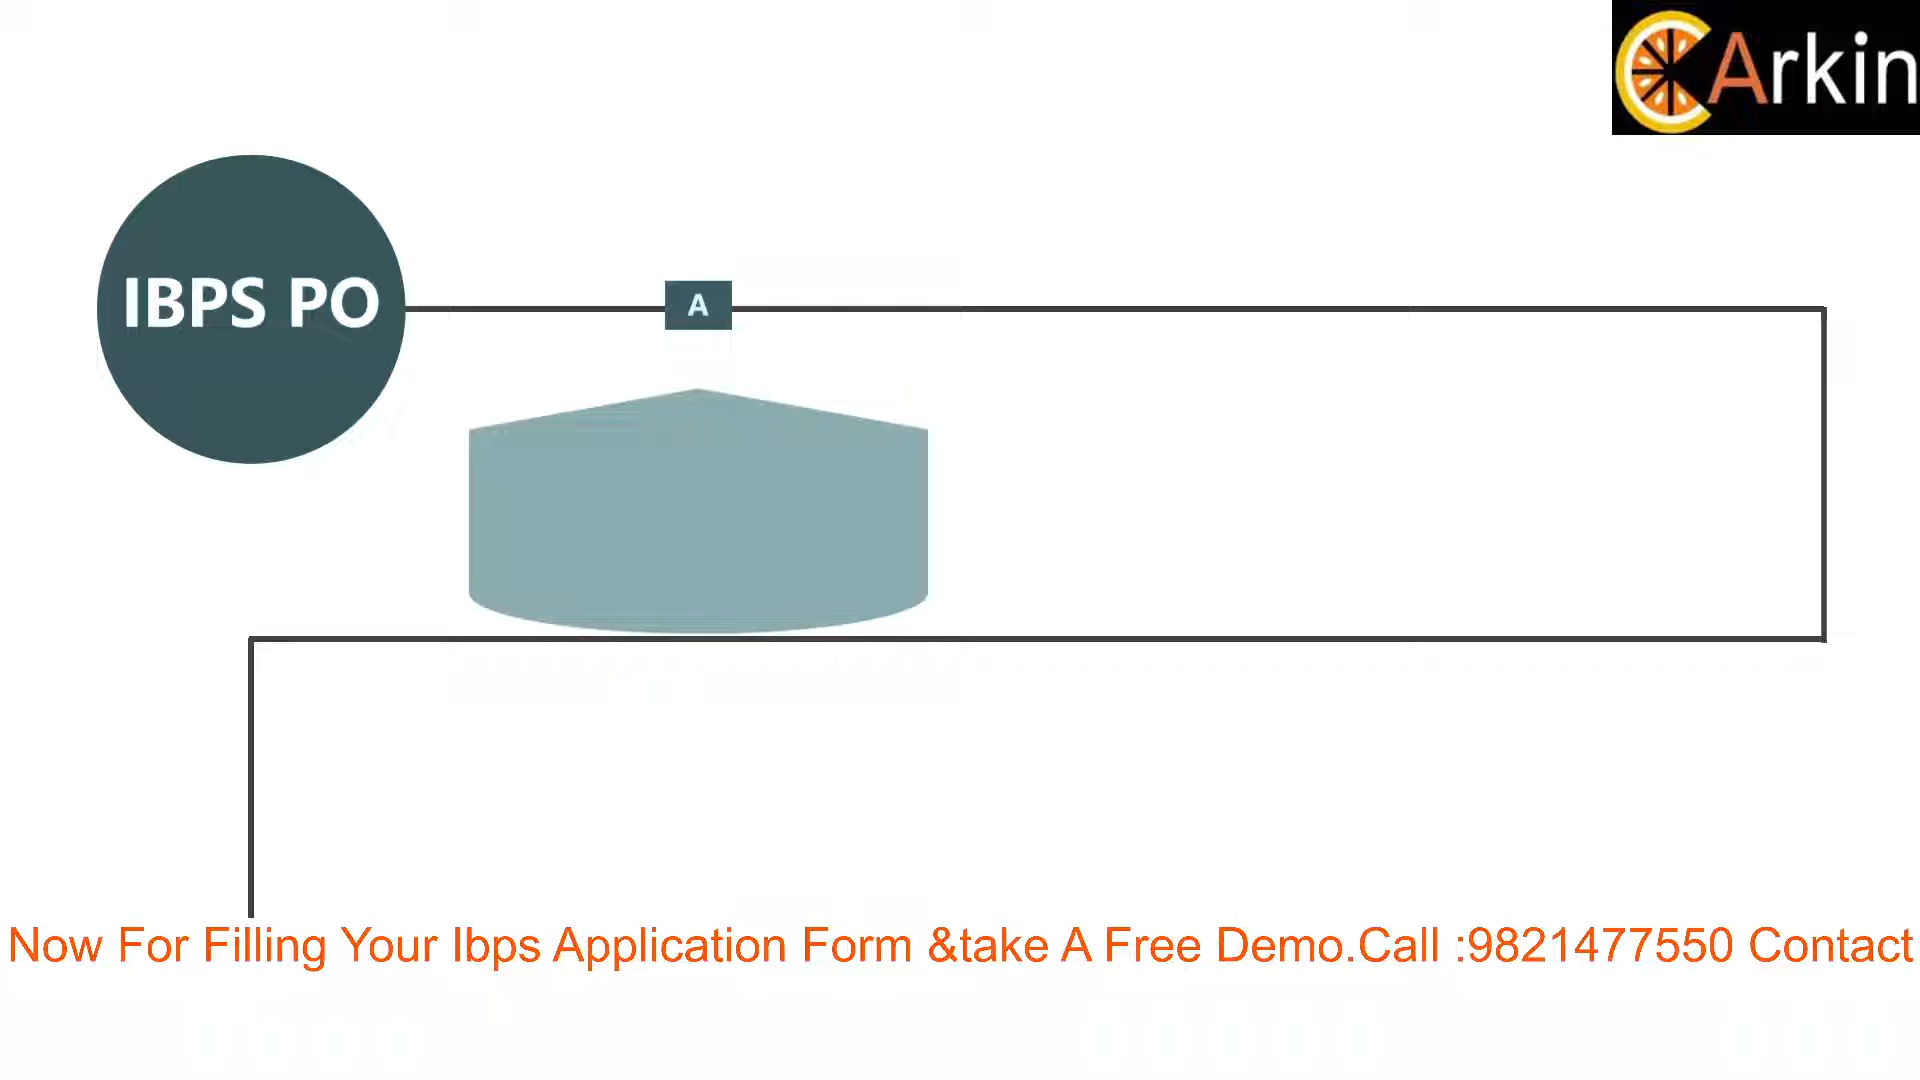 Arkin
IBPS PO
A
Now For Filling Your Ibps Application Form &take A Free Demo.Call :9821477550 Contact